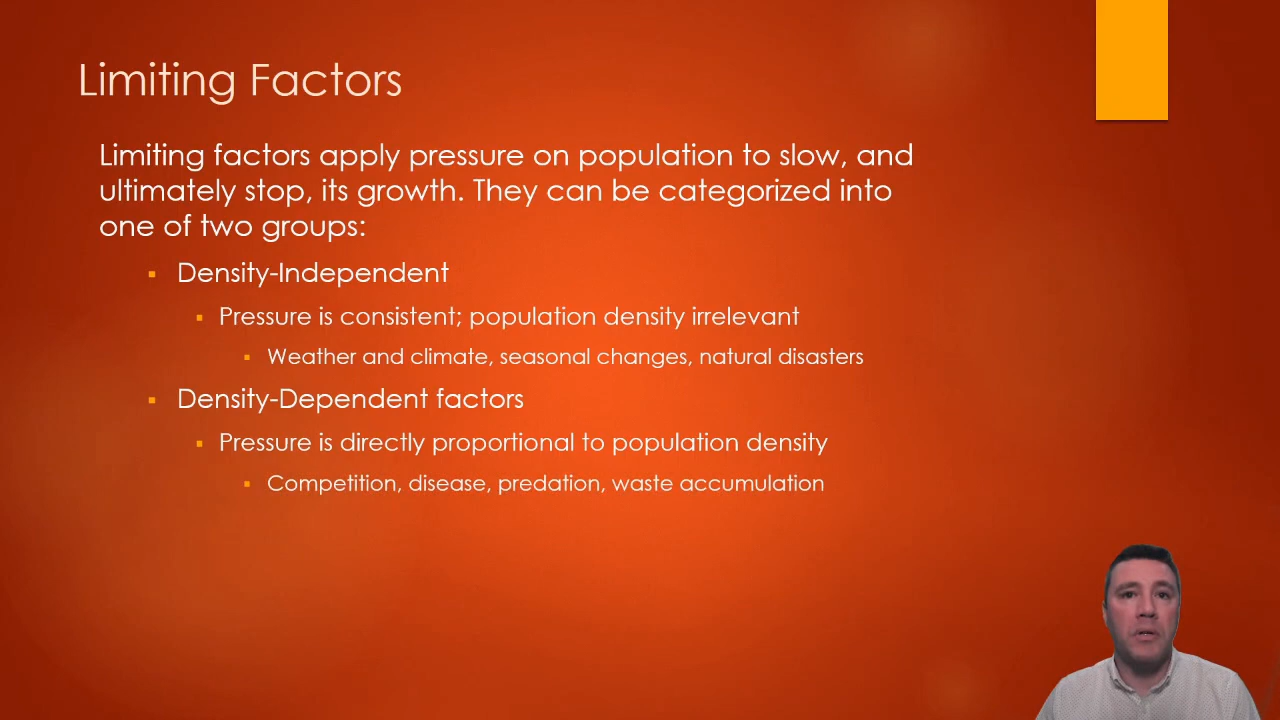 Limiting Factors
Limiting factors apply pressure on population to slow, and
ultimately stop, its growth. They can be categorized into
one of two groups:
Density-Independent
Pressure is consistent; population density irrelevant
Weather and climate, seasonal changes, natural disasters
Density-Dependent factors
Pressure is directly proportional to population density
Competition, disease, predation, waste accumulation